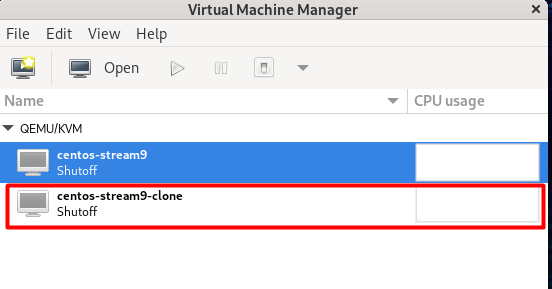 Virtual Machine Manager
File Edit View Help
Open
Name CPU usage
QEMU/KVM
centos-stream9
Shutoff
centos-stream9-clone
Shutoff